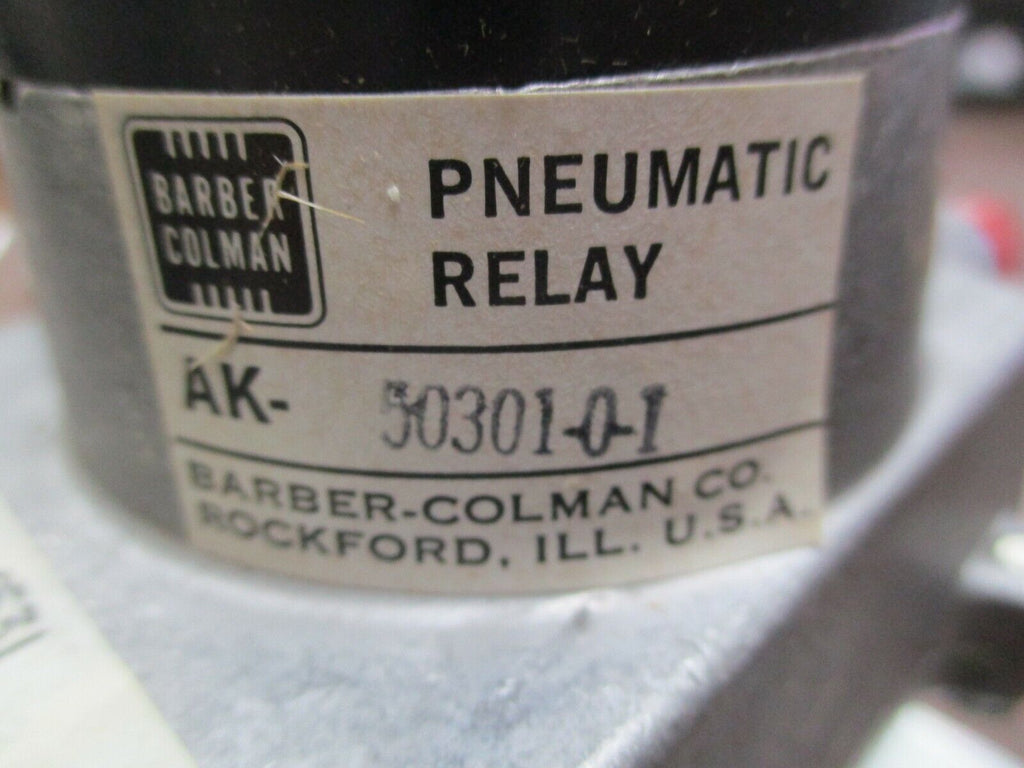 BARBER
COLMAN
PNEUMATIC
RELAY
AK- 50301-0-1
BARBER-COLMAN CO.
ROCKFORD, ILL. U.S.A.